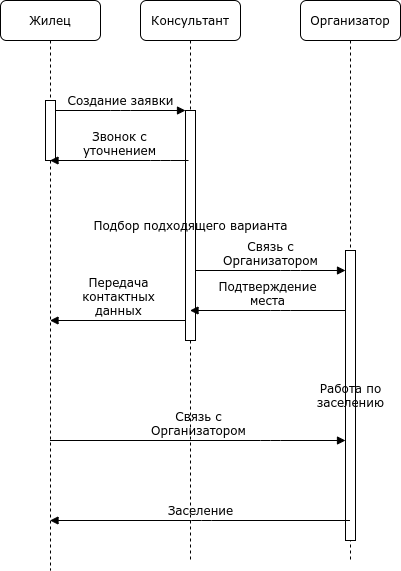 Жилец
Консультант
Организатор
Создание заявки
Звонок с
уточнением
Подбор подходящего варианта
Связь с
Организатором
Передача
контактных
данных
Подтверждение
места
Работа по
заселению
Связь с
Организатором
Заселение